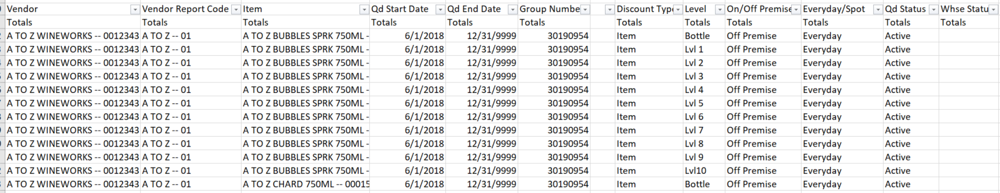 Vendor Vendor Report Code Item Qd Start Date Qd End Date Group Numbe Discount Typ Level On/Off Premise Everyday/Spot Qd Status Whse Statu
Totals Totals Totals Totals Totals Totals Totals Totals Totals Totals Totals Totals
A TO Z WINEWORKS -- 0012343 A TO Z -- 01 A TO Z BUBBLES SPRK 750ML - 6/1/2018 12/31/9999 30190954 Item Bottle Off Premise Everyday Active
A TO Z WINEWORKS -- 0012343 A TO Z -- 01 A TO Z BUBBLES SPRK 750ML - 6/1/2018 12/31/9999 30190954 Item Lvl 1 Off Premise Everyday Active
A TO Z WINEWORKS -- 0012343 A TO Z -- 01 A TO Z BUBBLES SPRK 750ML - 6/1/2018 12/31/9999 30190954 Item Lvl 2 Off Premise Everyday Active
A TO Z WINEWORKS -- 0012343 A TO Z -- 01 A TO Z BUBBLES SPRK 750ML - 6/1/2018 12/31/9999 30190954 Item Lvl 3 Off Premise Everyday Active
A TO Z WINEWORKS -- 0012343 A TO Z -- 01 A TO Z BUBBLES SPRK 750ML - 6/1/2018 12/31/9999 30190954 Item Lvl 4 Off Premise Everyday Active
A TO Z WINEWORKS -- 0012343 A TO Z -- 01 A TO Z BUBBLES SPRK 750ML - 6/1/2018 12/31/9999 30190954 Item Lvl 5 Off Premise Everyday Active
A TO Z WINEWORKS -- 0012343 A TO Z -- 01 A TO Z BUBBLES SPRK 750ML - 6/1/2018 12/31/9999 30190954 Item Lvl 6 Off Premise Everyday Active
A TO Z WINEWORKS -- 0012343 A TO Z -- 01 A TO Z BUBBLES SPRK 750ML - 6/1/2018 12/31/9999 30190954 Item Lvl 7 Off Premise Everyday Active
A TO Z WINEWORKS -- 0012343 A TO Z -- 01 A TO Z BUBBLES SPRK 750ML - 6/1/2018 12/31/9999 30190954 Item Lvl 8 Off Premise Everyday Active
A TO Z WINEWORKS -- 0012343 A TO Z -- 01 A TO Z BUBBLES SPRK 750ML - 6/1/2018 12/31/9999 30190954 Item Lvl 9 Off Premise Everyday Active
A TO Z WINEWORKS -- 0012343 A TO Z -- 01 A TO Z BUBBLES SPRK 750ML - 6/1/2018 12/31/9999 30190954 Item Lvl10 Off Premise Everyday Active
A TO Z WINEWORKS -- 0012343 A TO Z -- 01 A TO Z CHARD 750ML -- 00015 6/1/2018 12/31/9999 30190954 Item Bottle Off Premise Everyday Active